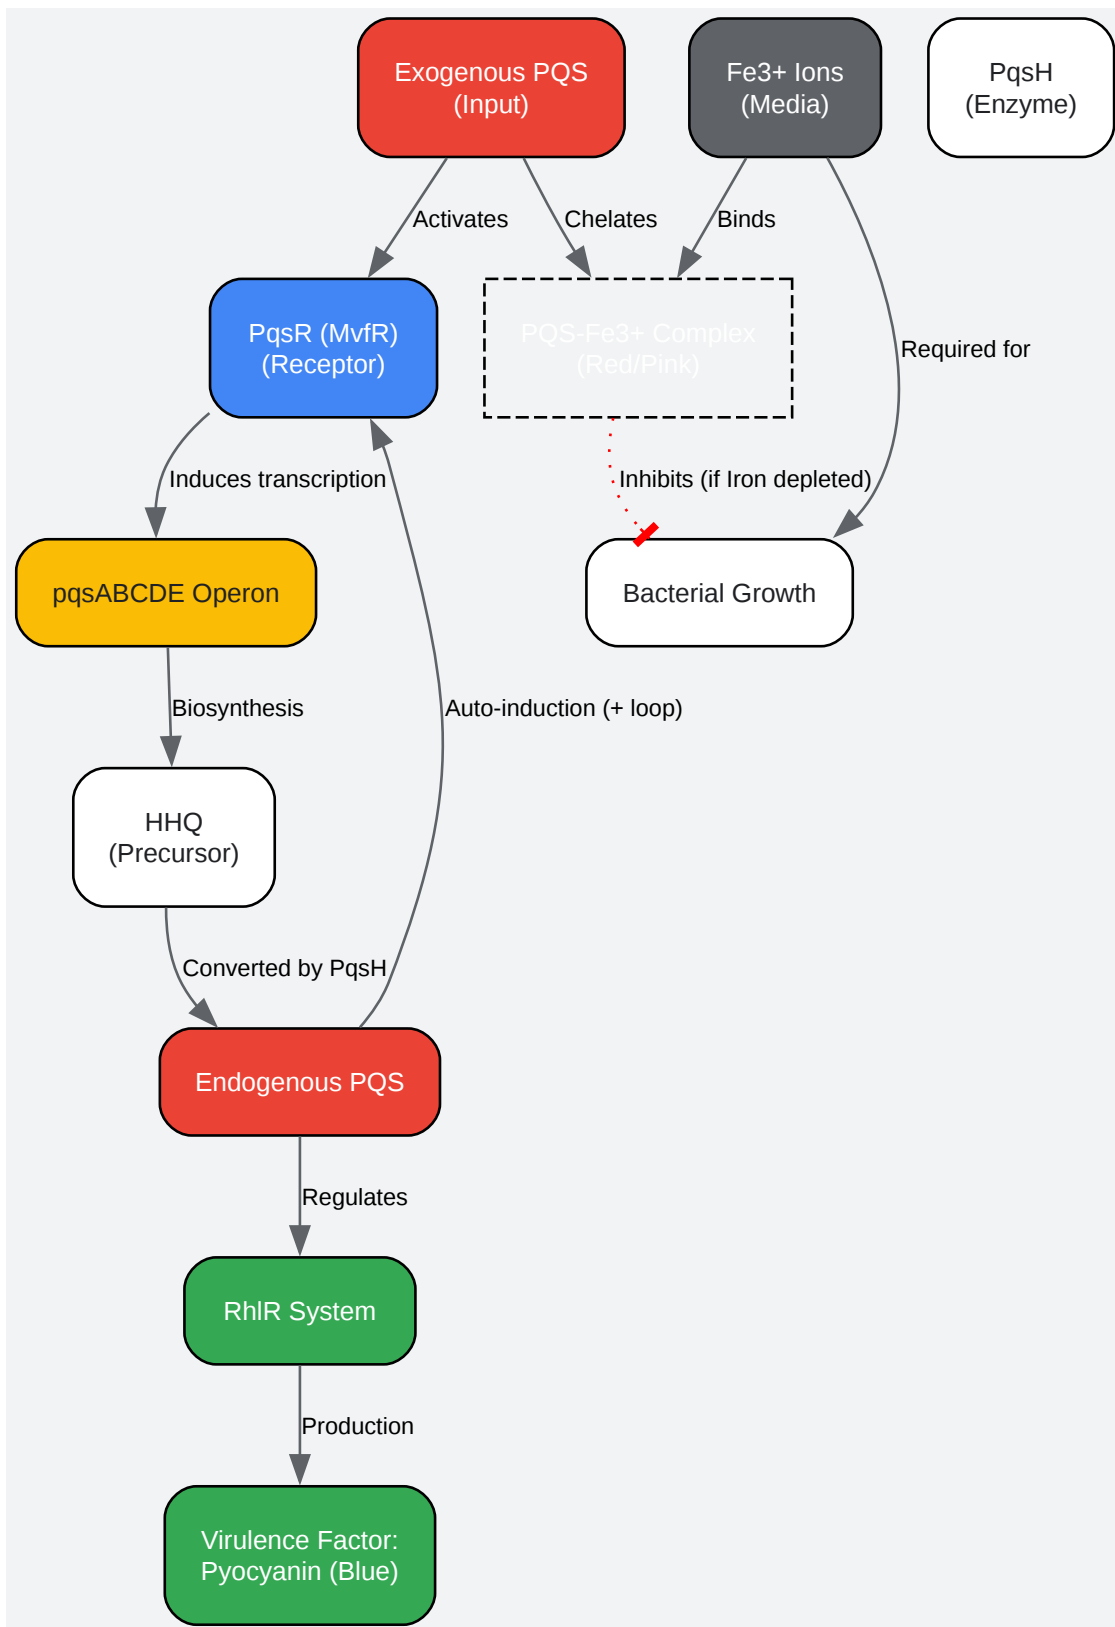 Exogenous PQS
(Input)
Fe3+ Ions
(Media)
PqsH
(Enzyme)
Activates
Chelates
Binds
PqsR (MvfR)
(Receptor)
PQS-Fe3+ Complex
(Red/Pink)
Required for
Induces transcription
Inhibits (if Iron depleted)
pqsABCDE Operon
Bacterial Growth
Biosynthesis
Auto-induction (+ loop)
HHQ
(Precursor)
Converted by PqsH
Endogenous PQS
Regulates
RhlR System
Production
Virulence Factor:
Pyocyanin (Blue)